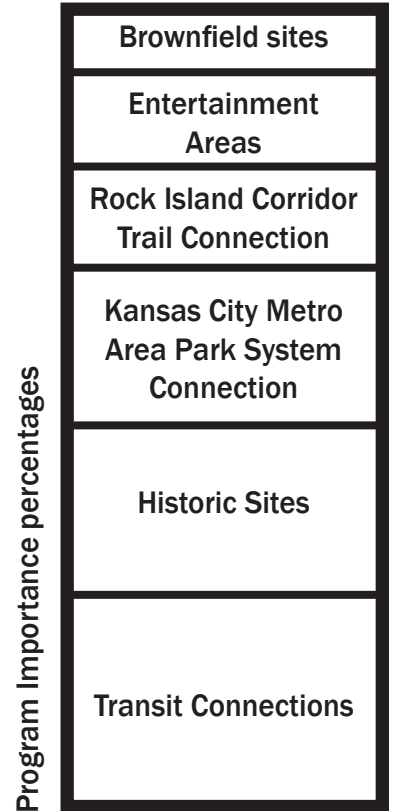 Brownfield sites
Entertainment
Areas
Rock Island Corridor
Trail Connection
Kansas City Metro
Area Park System
Connection
Historic Sites
Transit Connections
Program Importance percentages